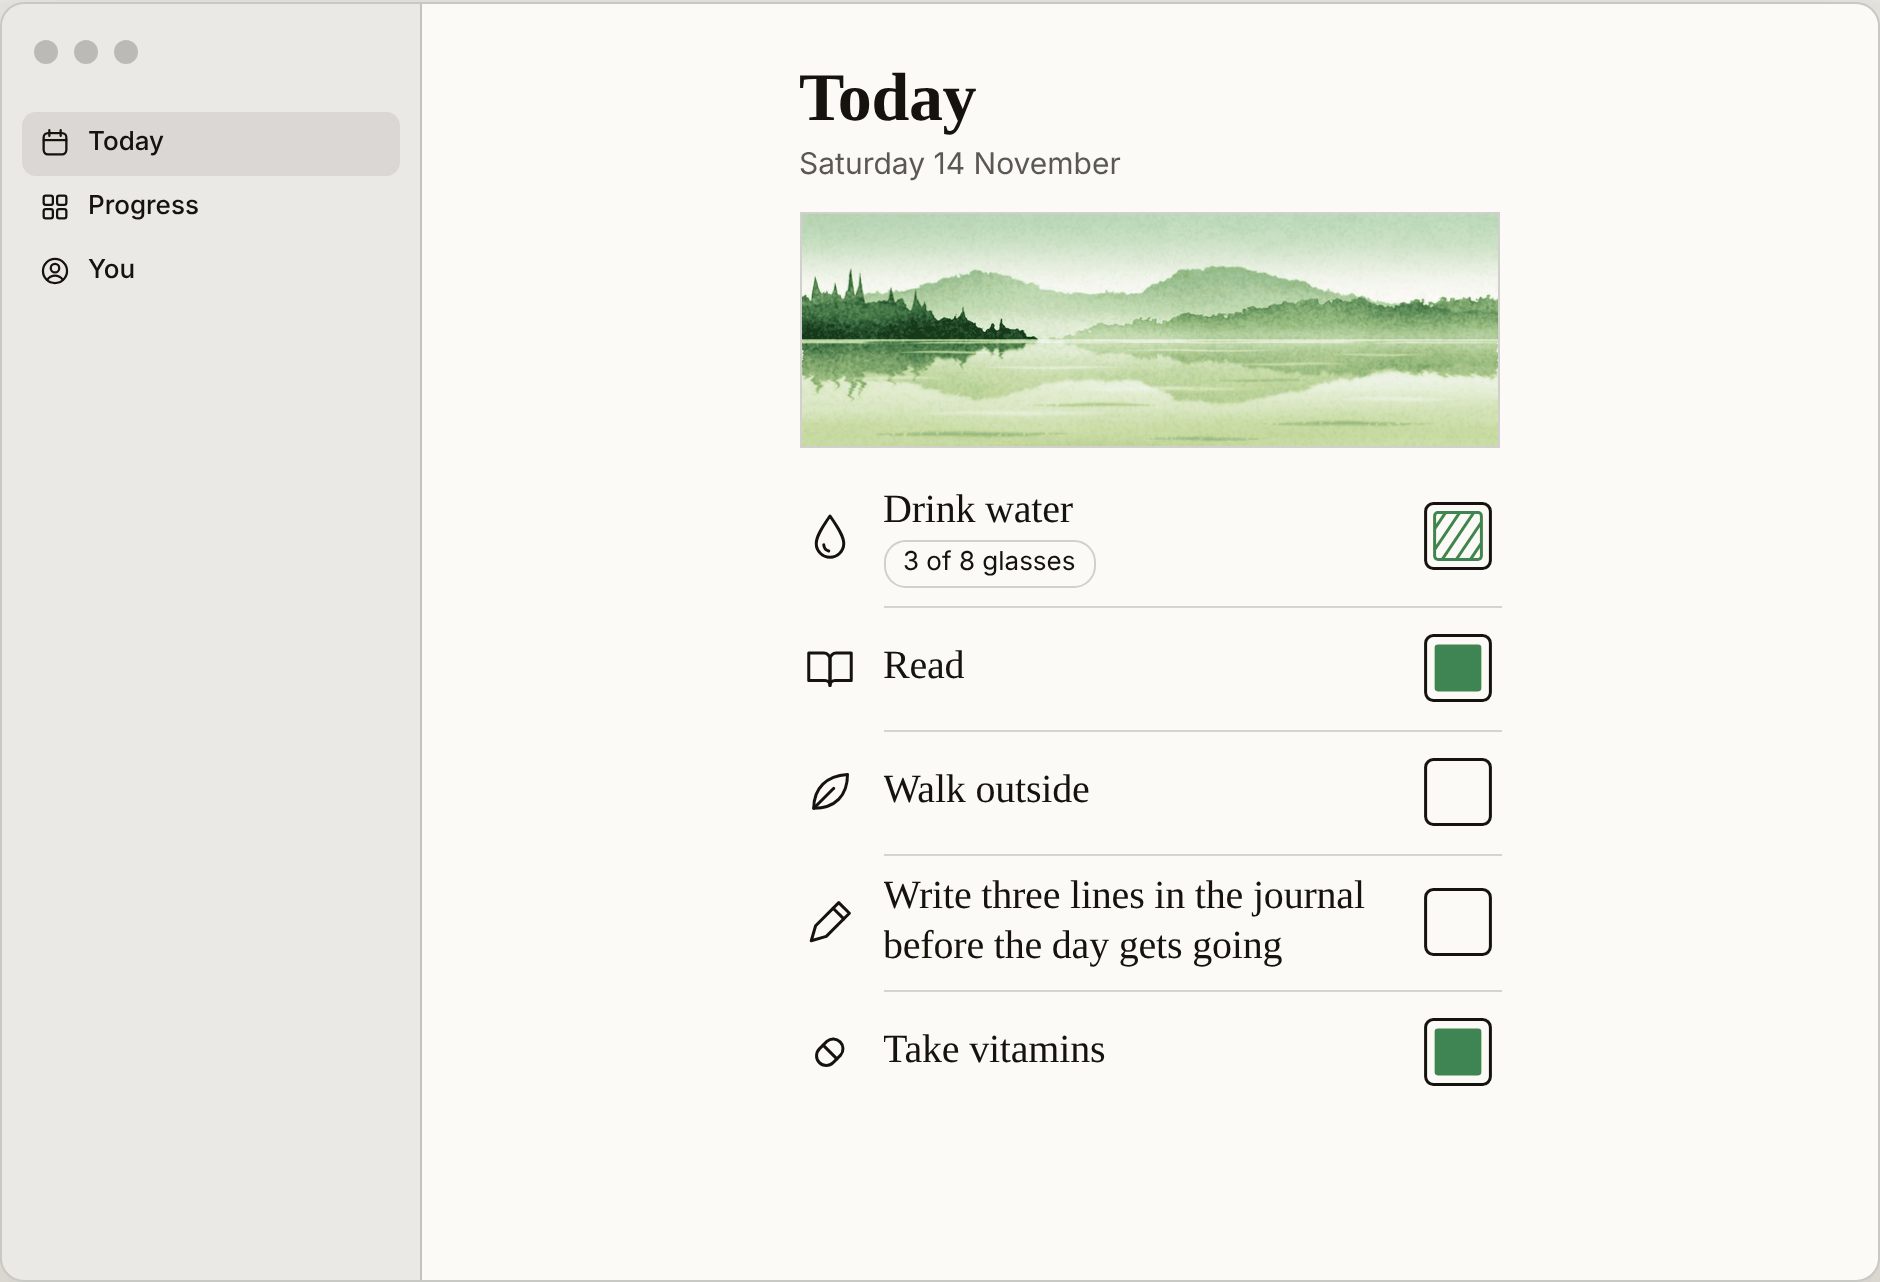 Today
Progress
You
Today
Saturday 14 November
Drink water
3 of 8 glasses
Read
Walk outside
Write three lines in the journal
before the day gets going
Take vitamins